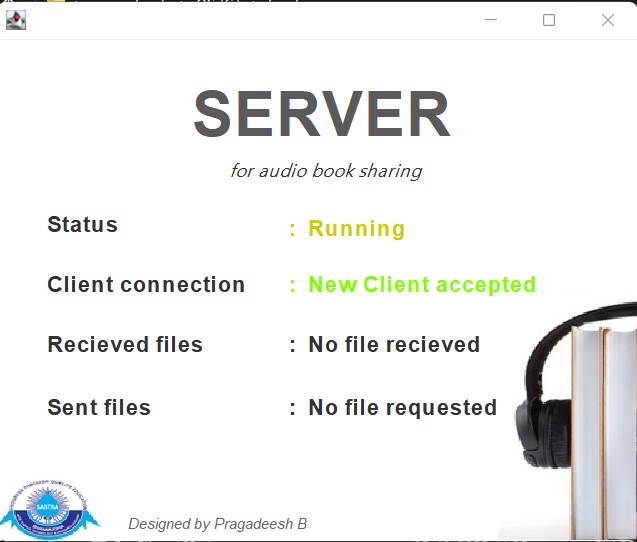 SERVER
for audio book sharing
Status : Running
Client connection : New Client accepted
Recieved files : No file recieved
Sent files : No file requested
SASTRA
Designed by Pragadeesh B